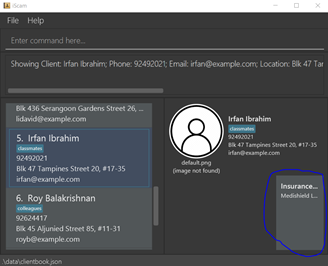 iScam
File Help
Enter command here...
Showing Client: Irfan Ibrahim; Phone: 92492021; Email: irfan@example.com; Location: Blk 47 Tam
Blk 436 Serangoon Gardens Street 26, ...
lidavid@example.com
5. Irfan Ibrahim
classmates
92492021
Blk 47 Tampines Street 20, #17-35
irfan@example.com
6. Roy Balakrishnan
colleagues
92624417
Blk 45 Aljunied Street 85, #11-31
royb@example.com
default.png
(image not found)
Irfan Ibrahim
classmates
92492021
Blk 47 Tampines Street 20, #17-35
irfan@example.com
Insurance...
Medishield L...
.\data\clientbook.json